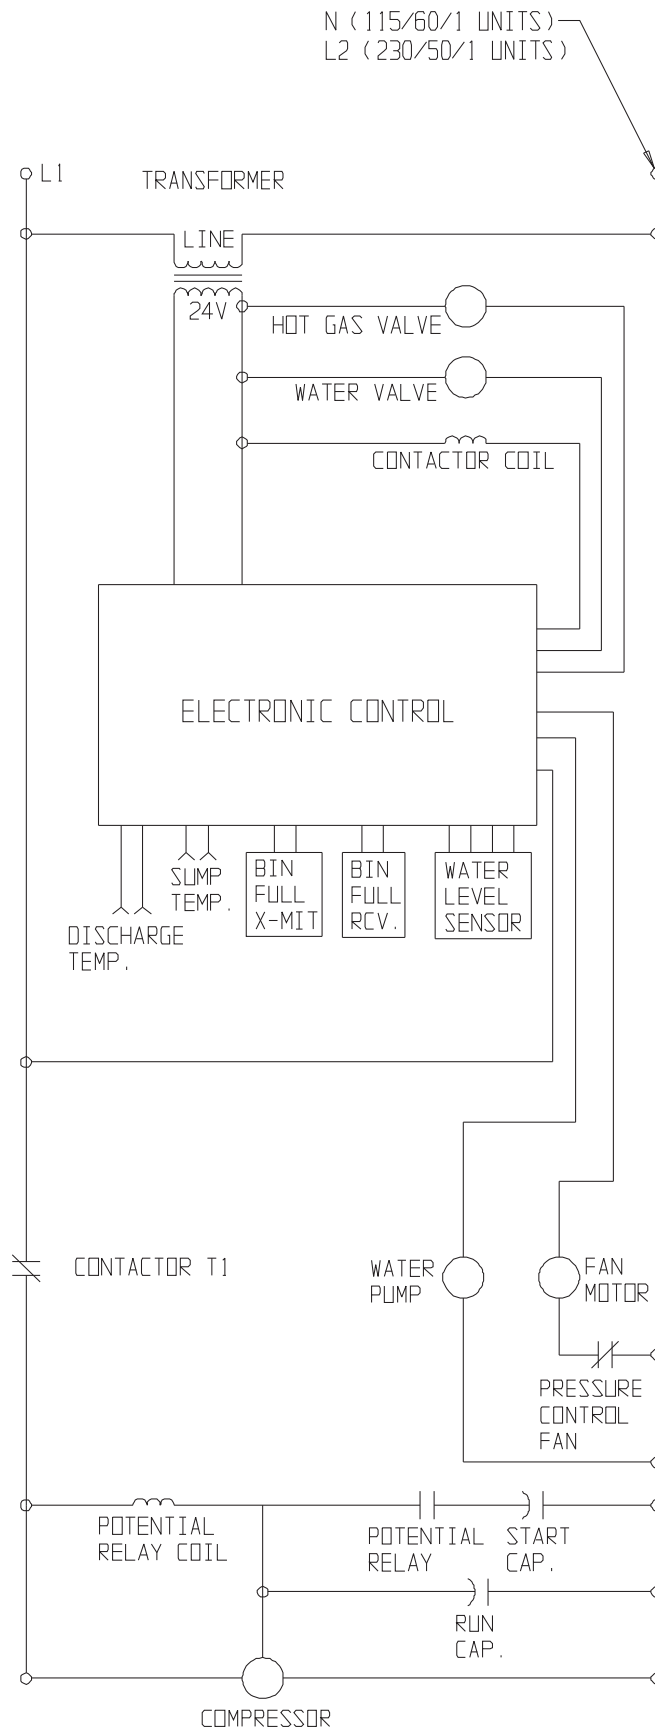 N (115/60/1 UNITS)
L2 (230/50/1 UNITS)
L1
TRANSFORMER
LINE
24V
HOT GAS VALVE
WATER VALVE
CONTACTOR COIL
ELECTRONIC CONTROL
DISCHARGE
TEMP.
SUMP
TEMP.
BIN
FULL
X-MIT
BIN
FULL
RCV.
WATER
LEVEL
SENSOR
CONTACTOR T1
WATER
PUMP
FAN
MOTOR
PRESSURE
CONTROL
FAN
POTENTIAL
RELAY COIL
POTENTIAL
RELAY
START
CAP.
RUN
CAP.
COMPRESSOR